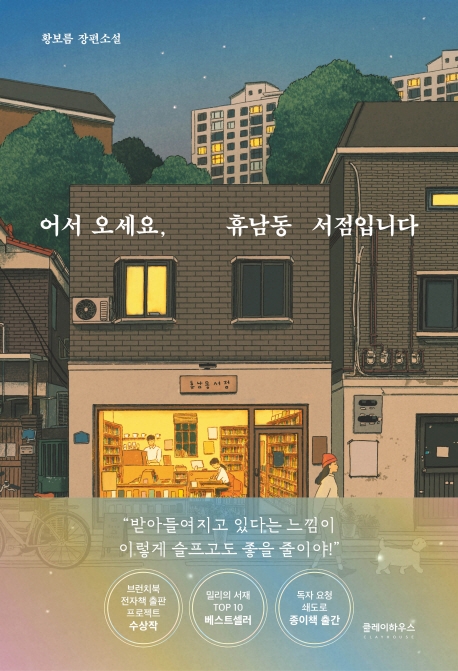 황보름 장편소설
어서 오세요, 휴남동 서점입니다
휴남동 서점
“받아들여지고 있다는 느낌이
이렇게 슬프고도 좋을 줄이야!”
브런치북
전자책 출판
프로젝트
수상작
밀리의 서재
TOP 10
베스트셀러
독자 요청
쇄도로
종이책 출간
클레이하우스
CLAYHOUSE